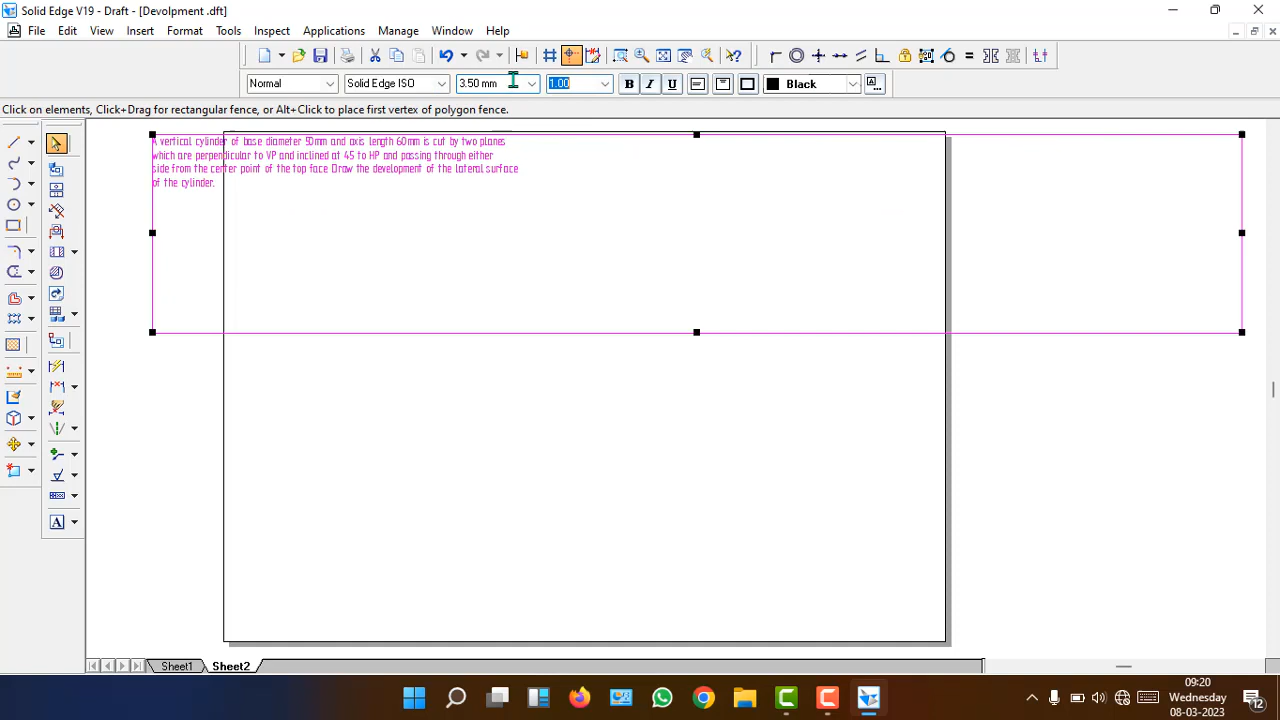 Solid Edge V19 - Draft - [Devolpment .dft]
File Edit View Insert Format Tools Inspect Applications Manage Window Help
Normal Solid Edge ISO 3.50 mm 1.00 B I U Black A
Click on elements, Click+Drag for rectangular fence, or Alt+Click to place first vertex of polygon fence.
A vertical cylinder of base diameter 50mm and axis length 60mm is cut by two planes
which are perpendicular to VP and inclined at 45 to HP and passing through either
side from the center point of the top face Draw the development of the lateral surface
of the cylinder.
A
Sheet1 Sheet2
09:20
Wednesday
08-03-2023
12